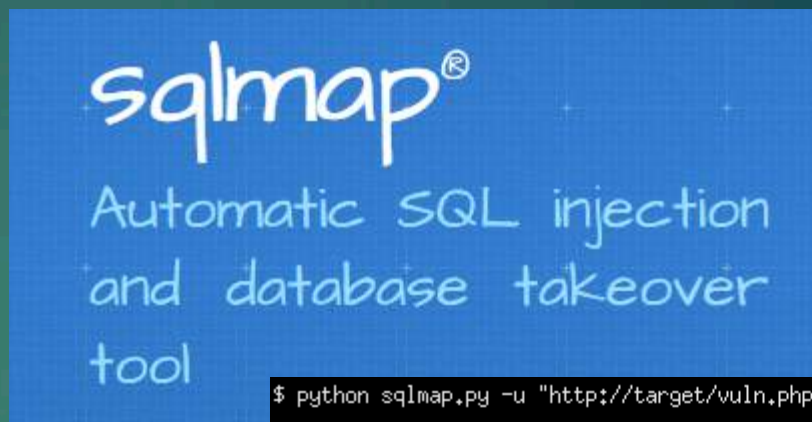 sqlmap®
Automatic SQL injection
and database takeover
tool
$ python sqlmap.py -u "http://target/vuln.php